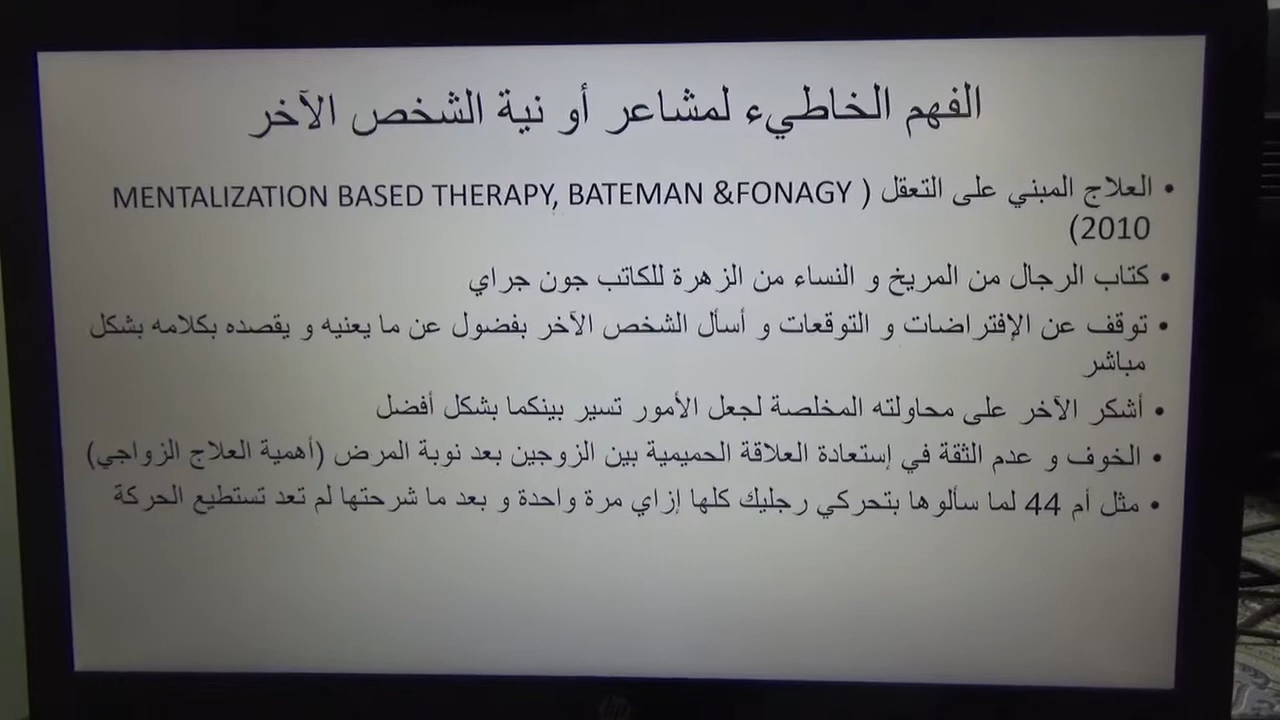 الفهم الخاطيء لمشاعر أو نية الشخص الآخر
• العلاج المبني على التعقل ( MENTALIZATION BASED THERAPY, BATEMAN &FONAGY
2010)
• كتاب الرجال من المريخ و النساء من الزهرة للكاتب جون جراي
• توقف عن الإفتراضات و التوقعات و أسأل الشخص الآخر بفضول عن ما يعنيه و يقصده بكلامه بشكل
مباشر
• أشكر الآخر على محاولته المخلصة لجعل الأمور تسير بينكما بشكل أفضل
• الخوف و عدم الثقة في إستعادة العلاقة الحميمية بين الزوجين بعد نوبة المرض (أهمية العلاج الزواجي)
• مثل أم 44 لما سألوها بتحركي رجليك كلها إزاي مرة واحدة و بعد ما شرحتها لم تعد تستطيع الحركة
hp